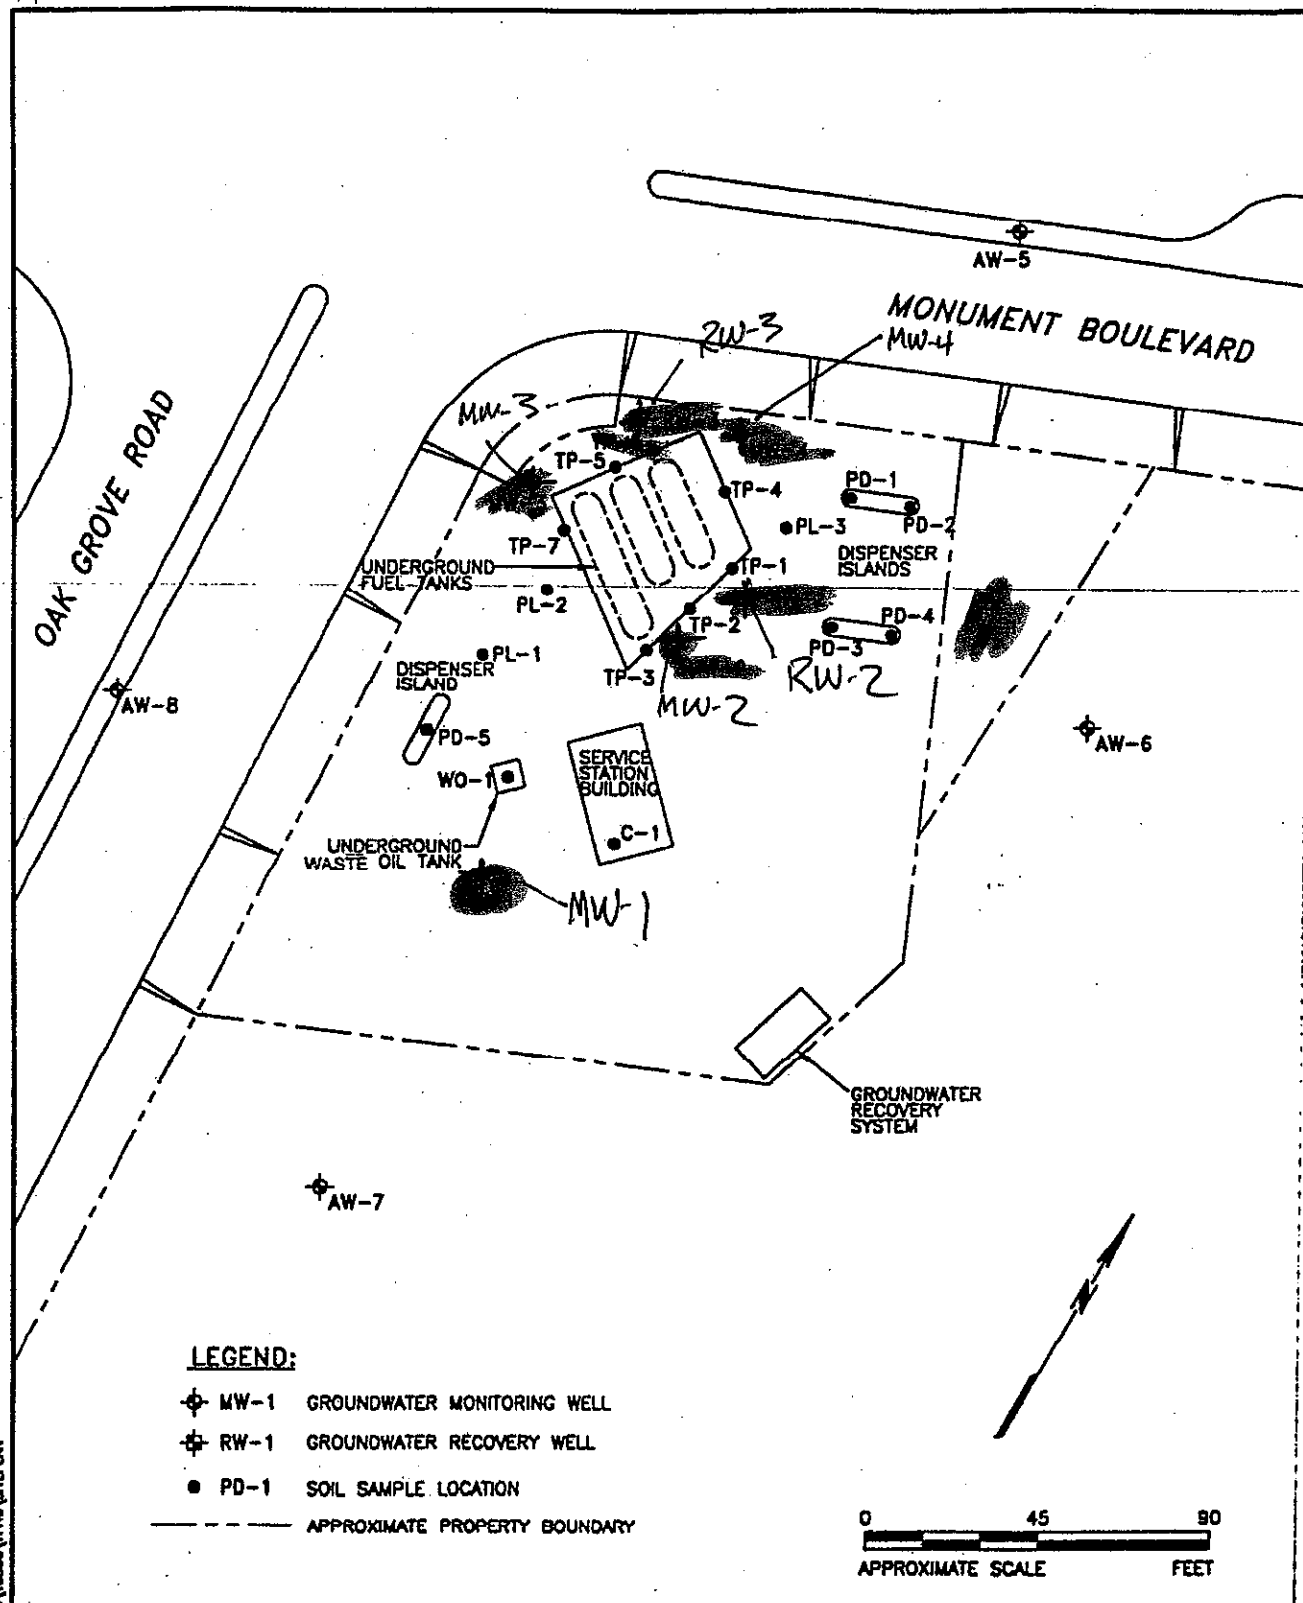 AW-5
MONUMENT BOULEVARD
RW-3
MW-4
OAK GROVE ROAD
MW-3
TP-5
TP-4
PD-1
PD-2
PL-3
TP-7
DISPENSER
ISLANDS
UNDERGROUND
FUEL TANKS
TP-1
PL-2
TP-2
PD-4
PD-3
PL-1
TP-3
DISPENSER
ISLAND
RW-2
MW-2
AW-8
PD-5
AW-6
SERVICE
STATION
BUILDING
WO-1
C-1
UNDERGROUND
WASTE OIL TANK
MW-1
GROUNDWATER
RECOVERY
SYSTEM
AW-7
N
LEGEND:
MW-1 GROUNDWATER MONITORING WELL
RW-1 GROUNDWATER RECOVERY WELL
PD-1 SOIL SAMPLE LOCATION
APPROXIMATE PROPERTY BOUNDARY
0 45 90
APPROXIMATE SCALE FEET